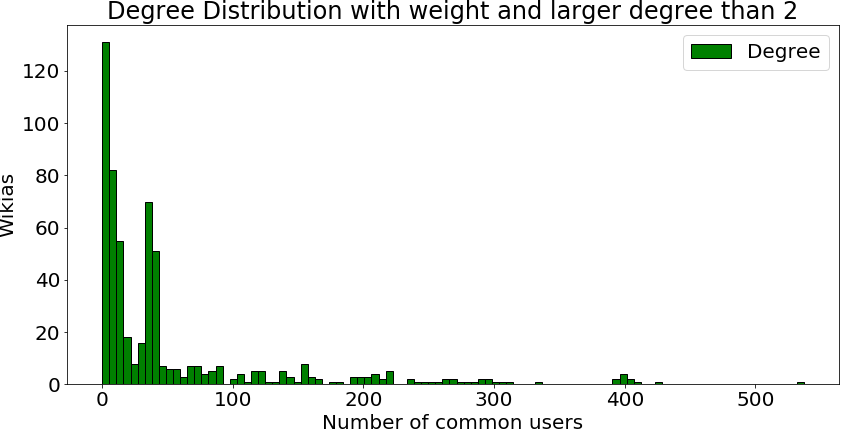 Degree Distribution with weight and larger degree than 2
Degree
Wikias
120
100
80
60
40
20
0
0 100 200 300 400 500
Number of common users